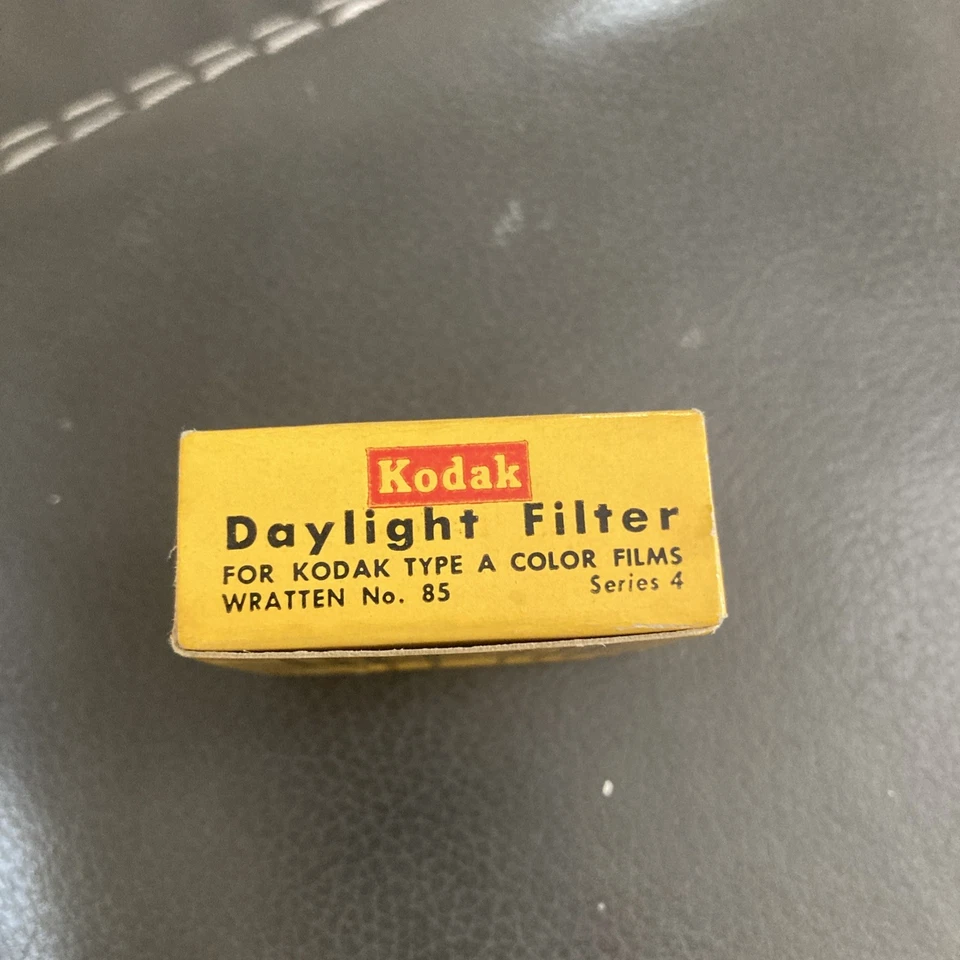 Kodak
Daylight Filter
FOR KODAK TYPE A COLOR FILMS
WRATTEN No. 85 Series 4